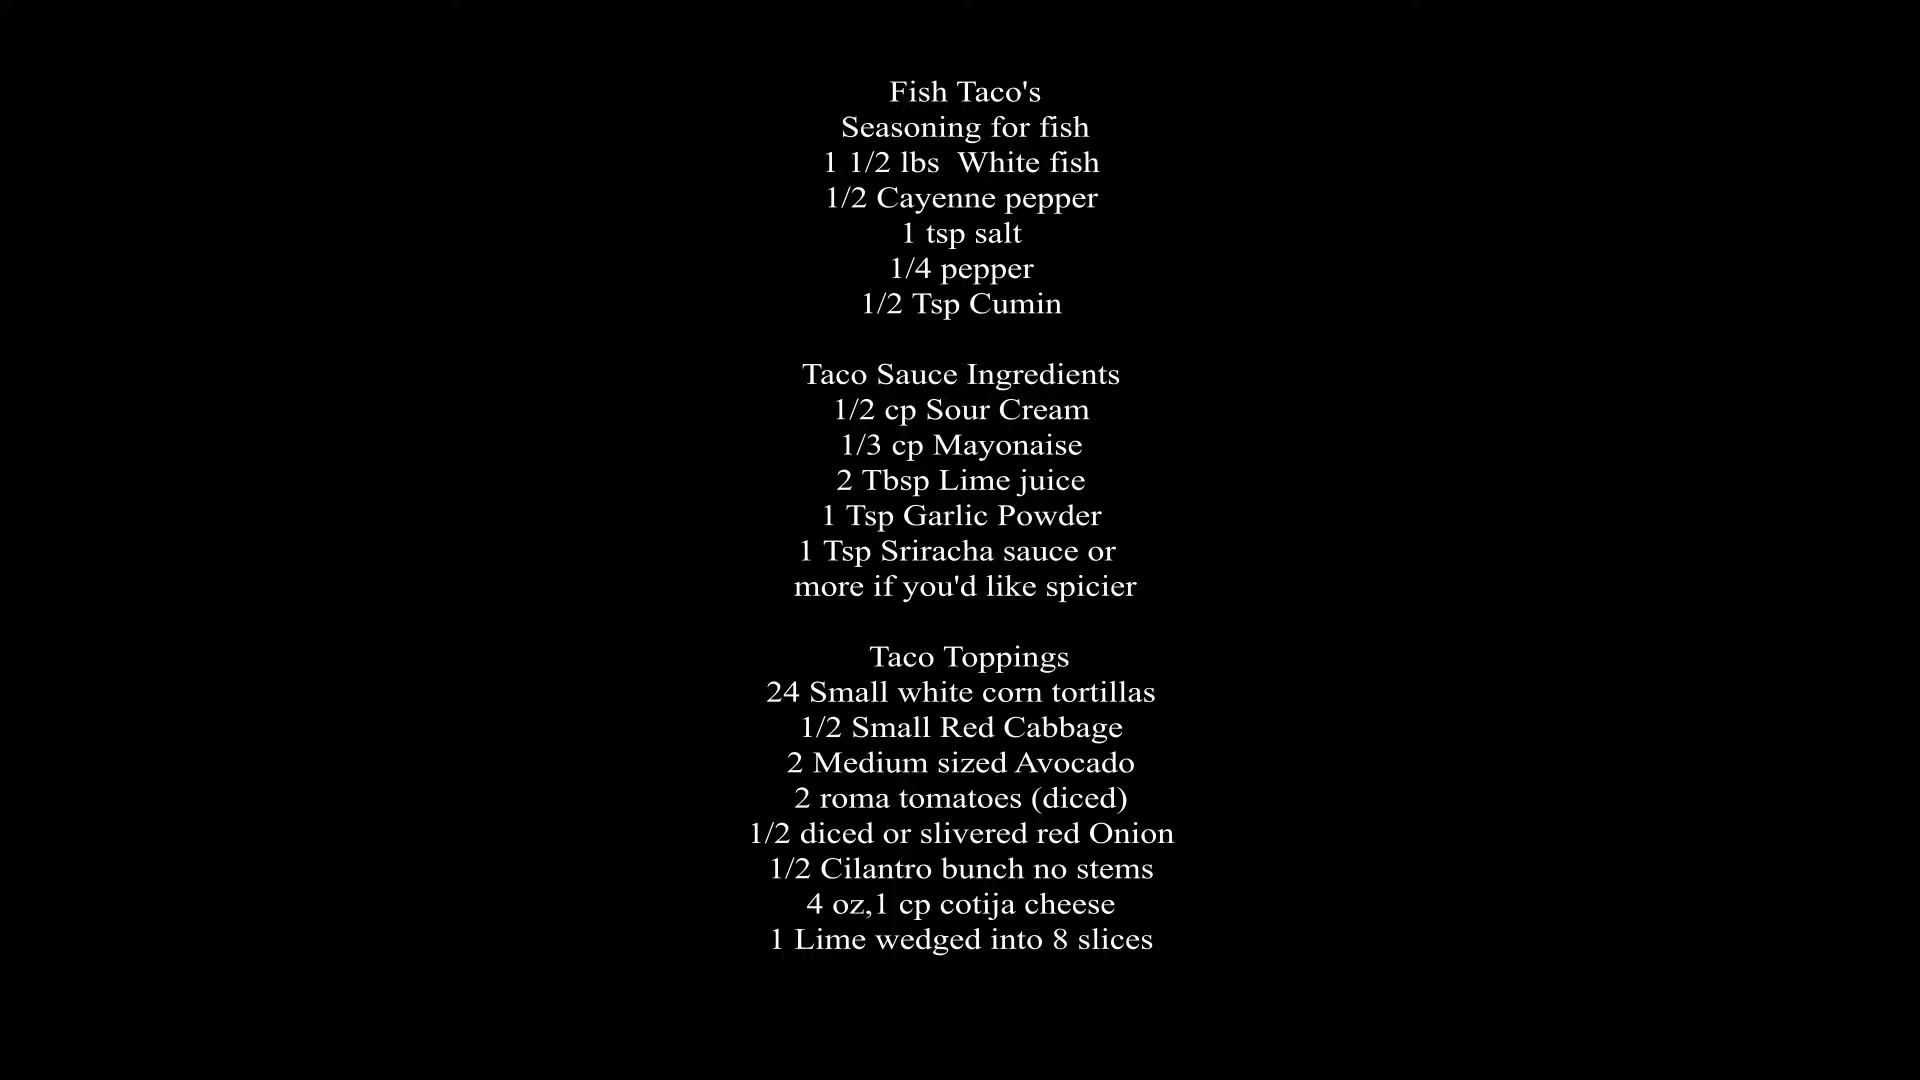 Fish Taco's
Seasoning for fish
1 1/2 lbs  White fish
1/2 Cayenne pepper
1 tsp salt
1/4 pepper
1/2 Tsp Cumin
Taco Sauce Ingredients
1/2 cp Sour Cream
1/3 cp Mayonaise
2 Tbsp Lime juice
1 Tsp Garlic Powder
1 Tsp Sriracha sauce or
more if you'd like spicier
Taco Toppings
24 Small white corn tortillas
1/2 Small Red Cabbage
2 Medium sized Avocado
2 roma tomatoes (diced)
1/2 diced or slivered red Onion
1/2 Cilantro bunch no stems
4 oz,1 cp cotija cheese
1 Lime wedged into 8 slices